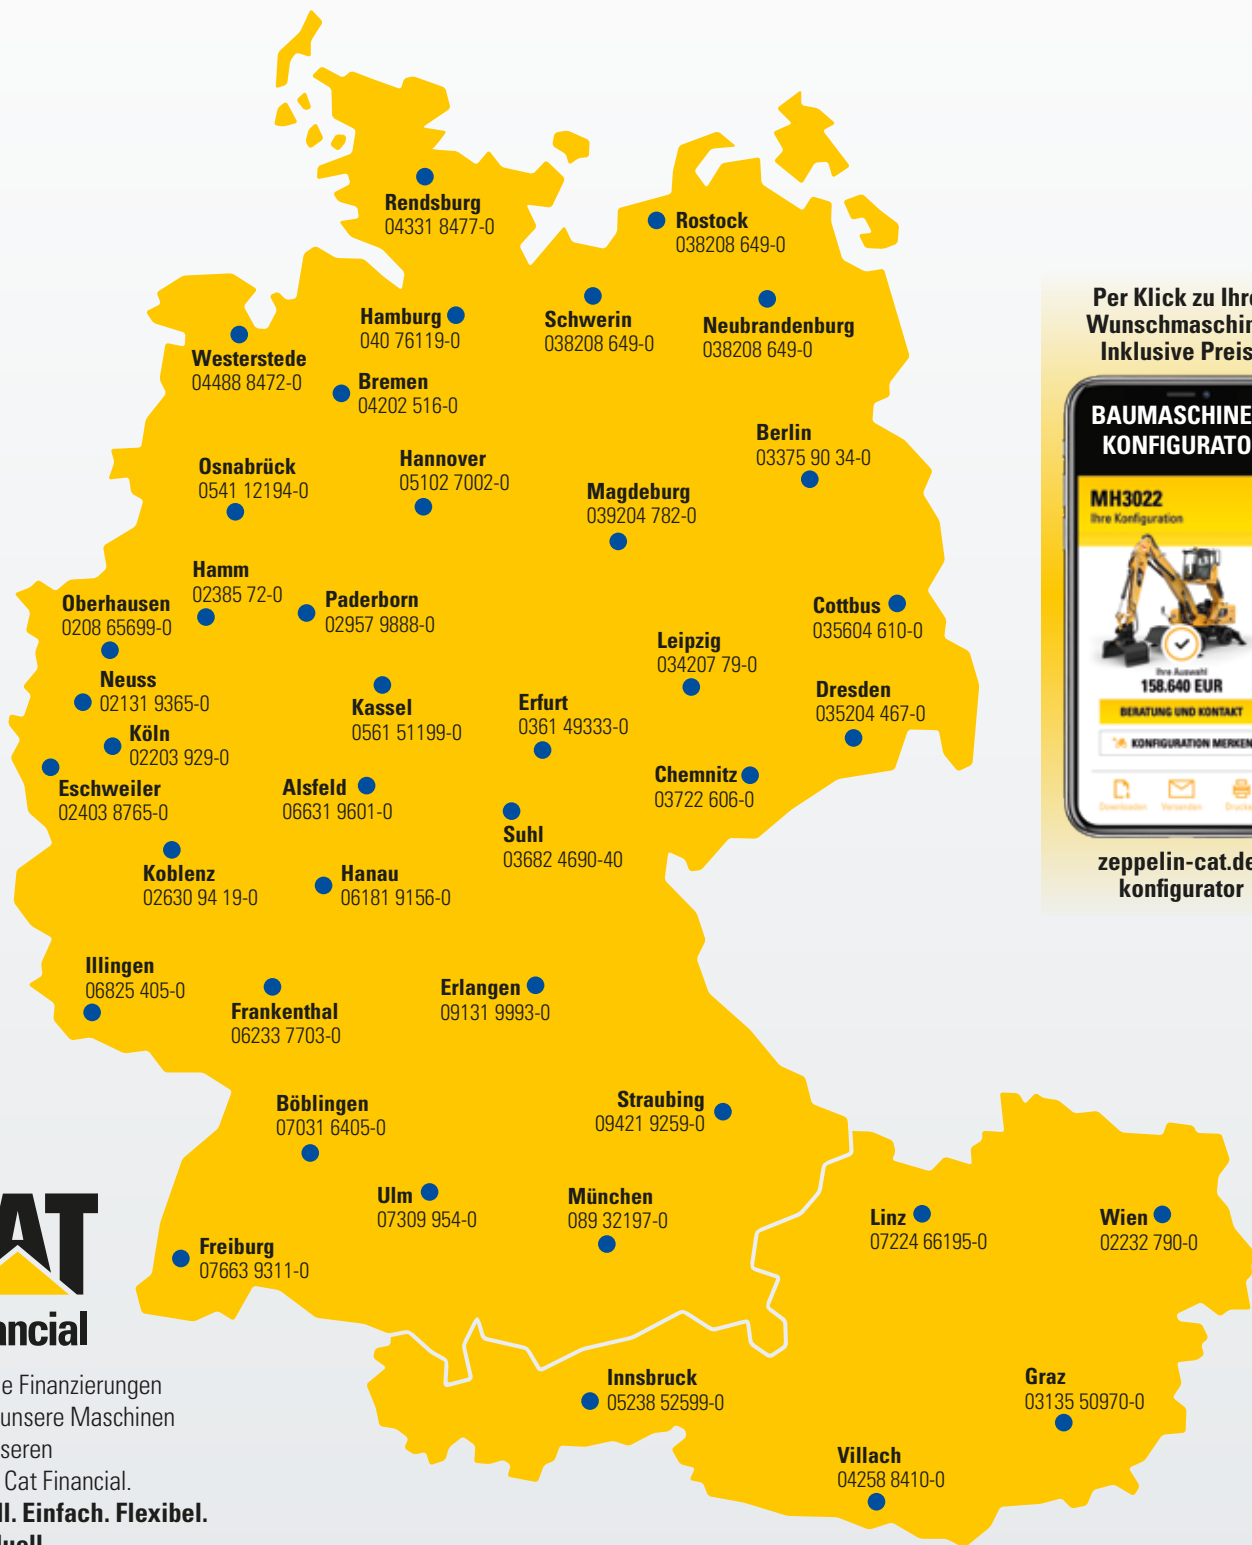 Rendsburg
04331 8477-0
Rostock
038208 649-0
Hamburg
040 76119-0
Schwerin
038208 649-0
Neubrandenburg
038208 649-0
Westerstede
04488 8472-0
Bremen
04202 516-0
Berlin
03375 90 34-0
Osnabrück
0541 12194-0
Hannover
05102 7002-0
Magdeburg
039204 782-0
Hamm
02385 72-0
Oberhausen
0208 65699-0
Paderborn
02957 9888-0
Cottbus
035604 610-0
Leipzig
034207 79-0
Neuss
02131 9365-0
Kassel
0561 51199-0
Erfurt
0361 49333-0
Dresden
035204 467-0
Köln
02203 929-0
Eschweiler
02403 8765-0
Alsfeld
06631 9601-0
Chemnitz
03722 606-0
Suhl
03682 4690-40
Koblenz
02630 94 19-0
Hanau
06181 9156-0
Illingen
06825 405-0
Frankenthal
06233 7703-0
Erlangen
09131 9993-0
Böblingen
07031 6405-0
Straubing
09421 9259-0
Ulm
07309 954-0
München
089 32197-0
Freiburg
07663 9311-0
Linz
07224 66195-0
Wien
02232 790-0
Innsbruck
05238 52599-0
Graz
03135 50970-0
Villach
04258 8410-0
Per Klick zu Ihre
Wunschmaschin
Inklusive Preis
BAUMASCHINE
KONFIGURATO
MH3022
Ihre Konfiguration
Ihre Auswahl
158.640 EUR
BERATUNG UND KONTAKT
KONFIGURATION MERKEN
Downloaden Versenden Drucke
zeppelin-cat.de
konfigurator
AT
ancial
e Finanzierungen
unsere Maschinen
seren
Cat Financial.
ll. Einfach. Flexibel.